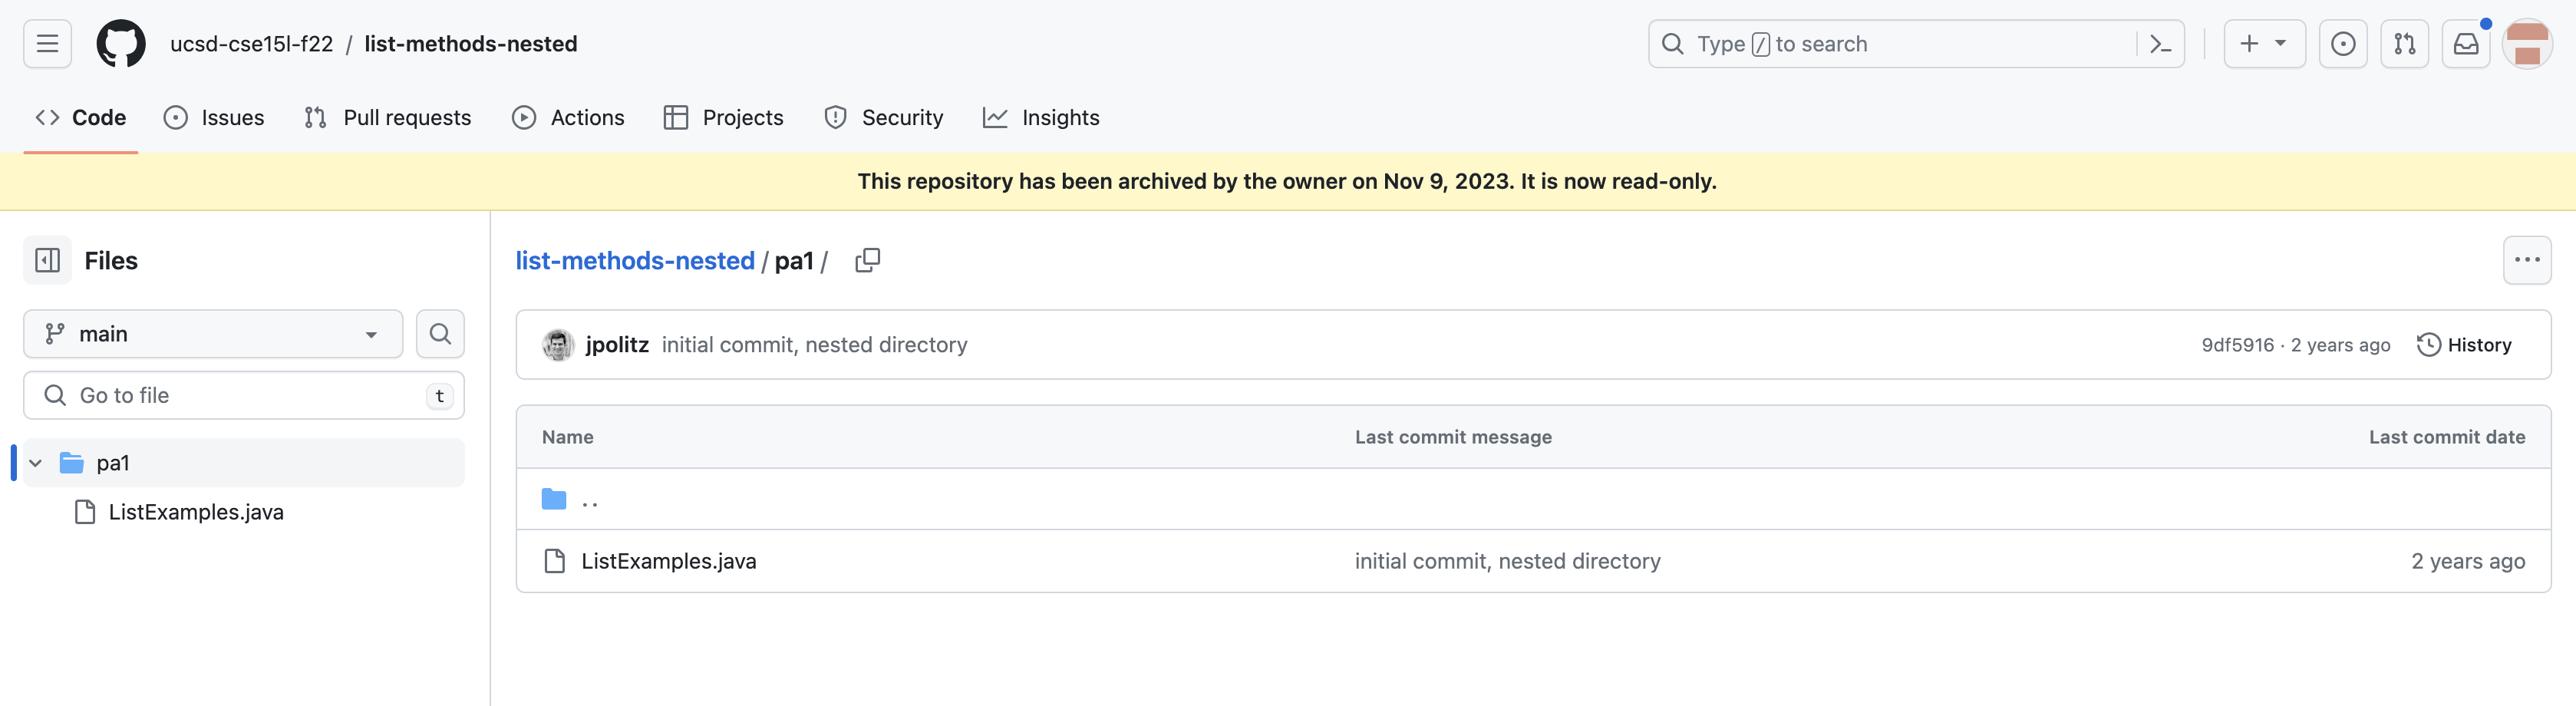 ucsd-cse15l-f22 / list-methods-nested
Type / to search
Code Issues Pull requests Actions Projects Security Insights
This repository has been archived by the owner on Nov 9, 2023. It is now read-only.
Files
main
Go to file t
pa1
ListExamples.java
list-methods-nested / pa1 /
jpolitz initial commit, nested directory 9df5916 · 2 years ago History
Name Last commit message Last commit date
..
ListExamples.java initial commit, nested directory 2 years ago